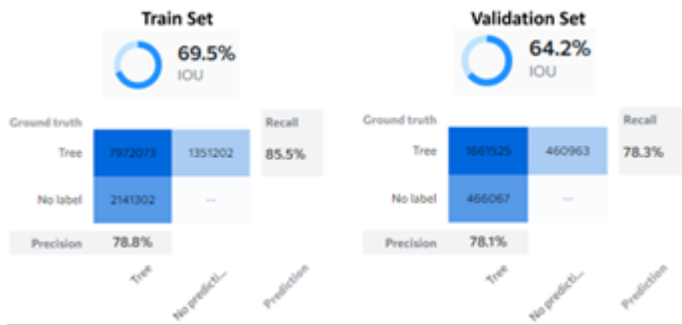 Train Set
69.5%
IOU
Ground truth
Recall
Tree
7972073
1351202
85.5%
No label
2141302
--
Precision
78.8%
Tree
No predicti...
Prediction
Validation Set
64.2%
IOU
Ground truth
Recall
Tree
1661525
460963
78.3%
No label
466067
--
Precision
78.1%
Tree
No predicti...
Prediction